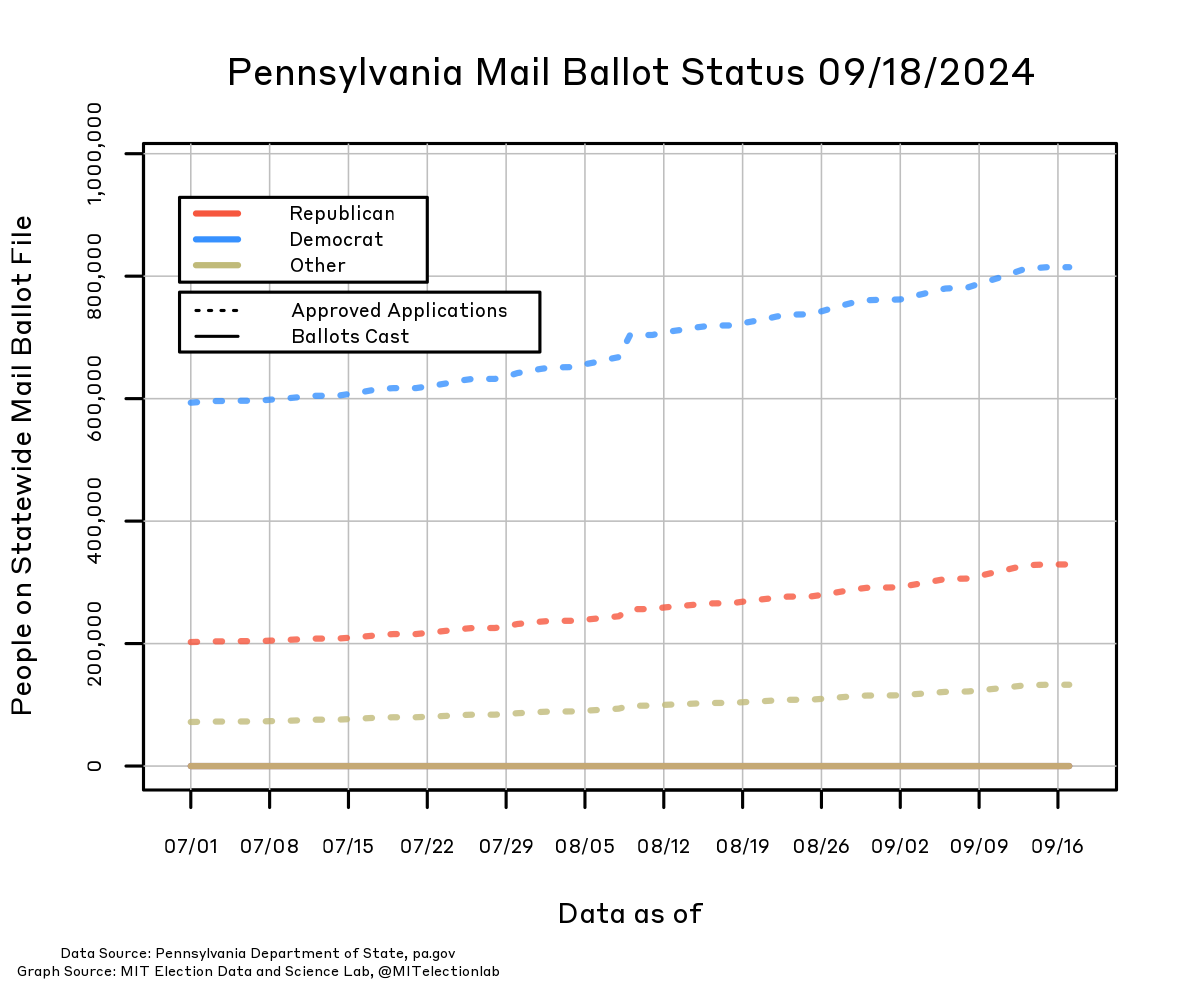 Pennsylvania Mail Ballot Status 09/18/2024
People on Statewide Mail Ballot File
1,000,000
800,000
600,000
400,000
200,000
0
Republican
Democrat
Other
Approved Applications
Ballots Cast
07/01 07/08 07/15 07/22 07/29 08/05 08/12 08/19 08/26 09/02 09/09 09/16
Data as of
Data Source: Pennsylvania Department of State, pa.gov
Graph Source: MIT Election Data and Science Lab, @MITelectionlab